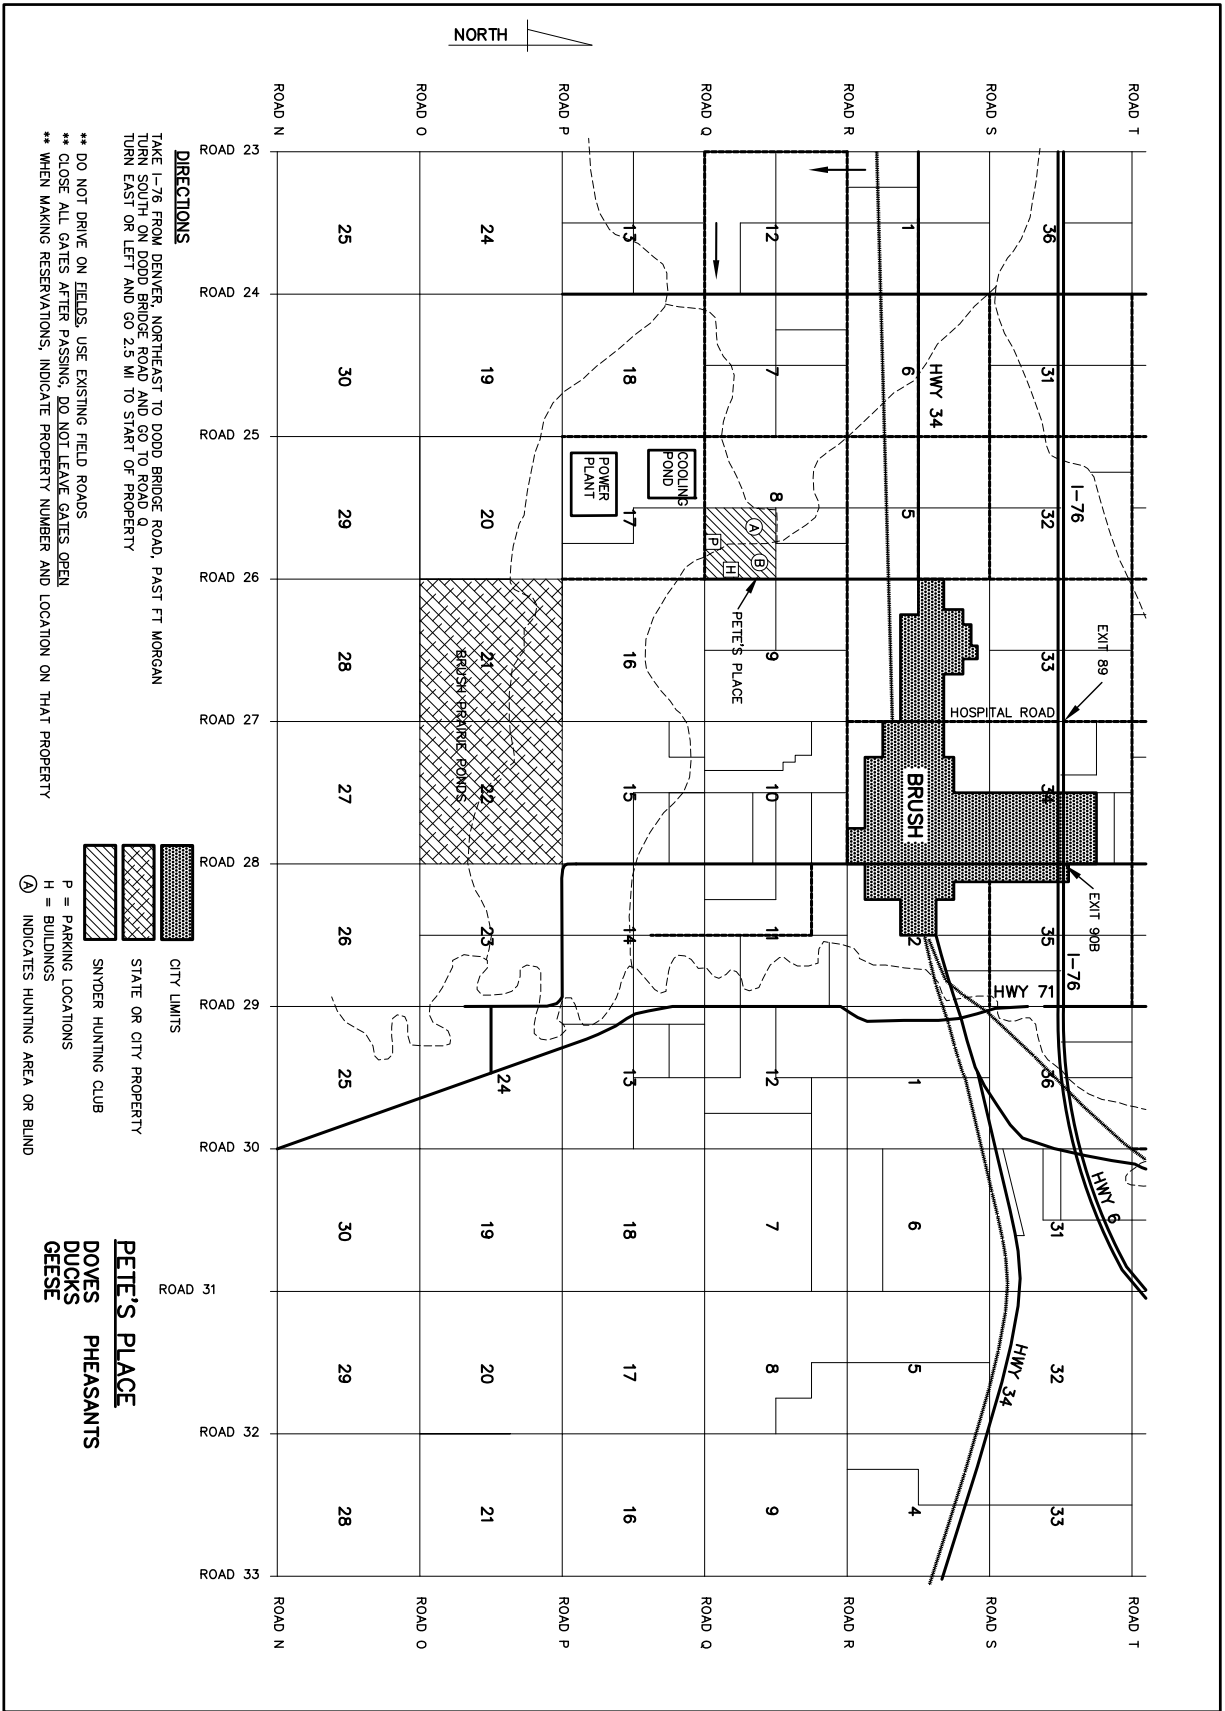 NORTH
ROAD N
ROAD O
ROAD P
ROAD Q
ROAD R
ROAD S
ROAD T
ROAD 23
ROAD 24
ROAD 25
ROAD 26
ROAD 27
ROAD 28
ROAD 29
ROAD 30
ROAD 31
ROAD 32
ROAD 33
36
1
12
13
24
25
31
6
7
18
19
30
32
5
8
17
20
29
33
9
16
21
28
34
10
15
22
27
35
2
11
14
23
26
36
1
12
13
24
25
31
6
7
18
19
30
32
5
8
17
20
29
33
4
9
16
21
28
HWY 34
I-76
COOLING
POND
POWER
PLANT
A
B
P
H
PETE'S PLACE
EXIT 89
HOSPITAL ROAD
BRUSH
BRUSH PRAIRIE PONDS
EXIT 90B
I-76
HWY 71
HWY 6
HWY 34
ROAD N
ROAD O
ROAD P
ROAD Q
ROAD R
ROAD S
ROAD T
DIRECTIONS
TAKE I-76 FROM DENVER, NORTHEAST TO DODD BRIDGE ROAD, PAST FT MORGAN
TURN SOUTH ON DODD BRIDGE ROAD AND GO TO ROAD Q
TURN EAST OR LEFT AND GO 2.5 MI TO START OF PROPERTY
** DO NOT DRIVE ON FIELDS, USE EXISTING FIELD ROADS
** CLOSE ALL GATES AFTER PASSING, DO NOT LEAVE GATES OPEN
** WHEN MAKING RESERVATIONS, INDICATE PROPERTY NUMBER AND LOCATION ON THAT PROPERTY
CITY LIMITS
STATE OR CITY PROPERTY
SNYDER HUNTING CLUB
P = PARKING LOCATIONS
H = BUILDINGS
A INDICATES HUNTING AREA OR BLIND
PETE'S PLACE
DOVES PHEASANTS
DUCKS
GEESE